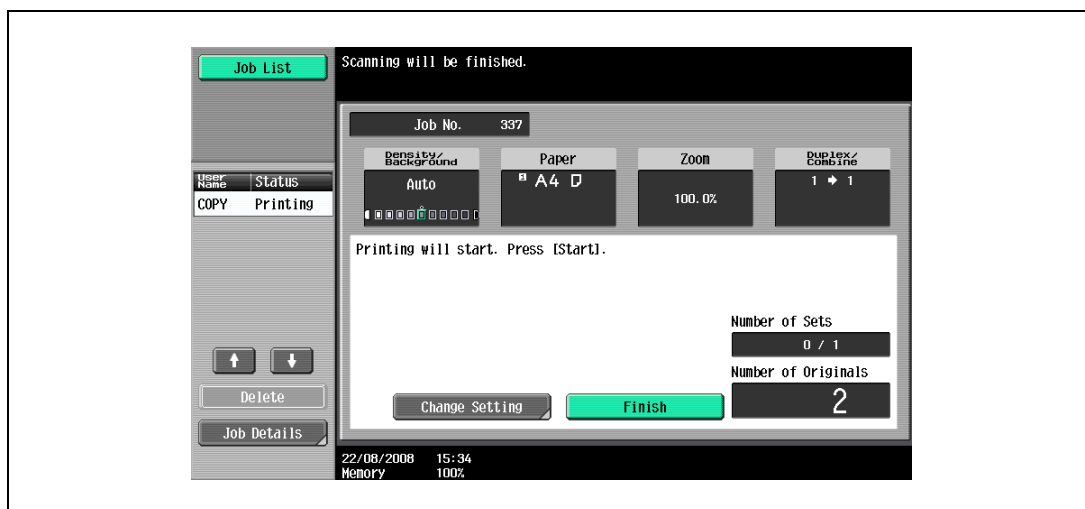 Job List
Scanning will be finished.
Job No. 337
Density/
Background
Paper
Zoom
Duplex/
Combine
Auto
1 A4
100.0%
1 → 1
User
Name
Status
COPY Printing
Printing will start. Press [Start].
Number of Sets
0 / 1
Number of Originals
2
Delete
Change Setting
Finish
Job Details
22/08/2008 15:34
Memory 100%